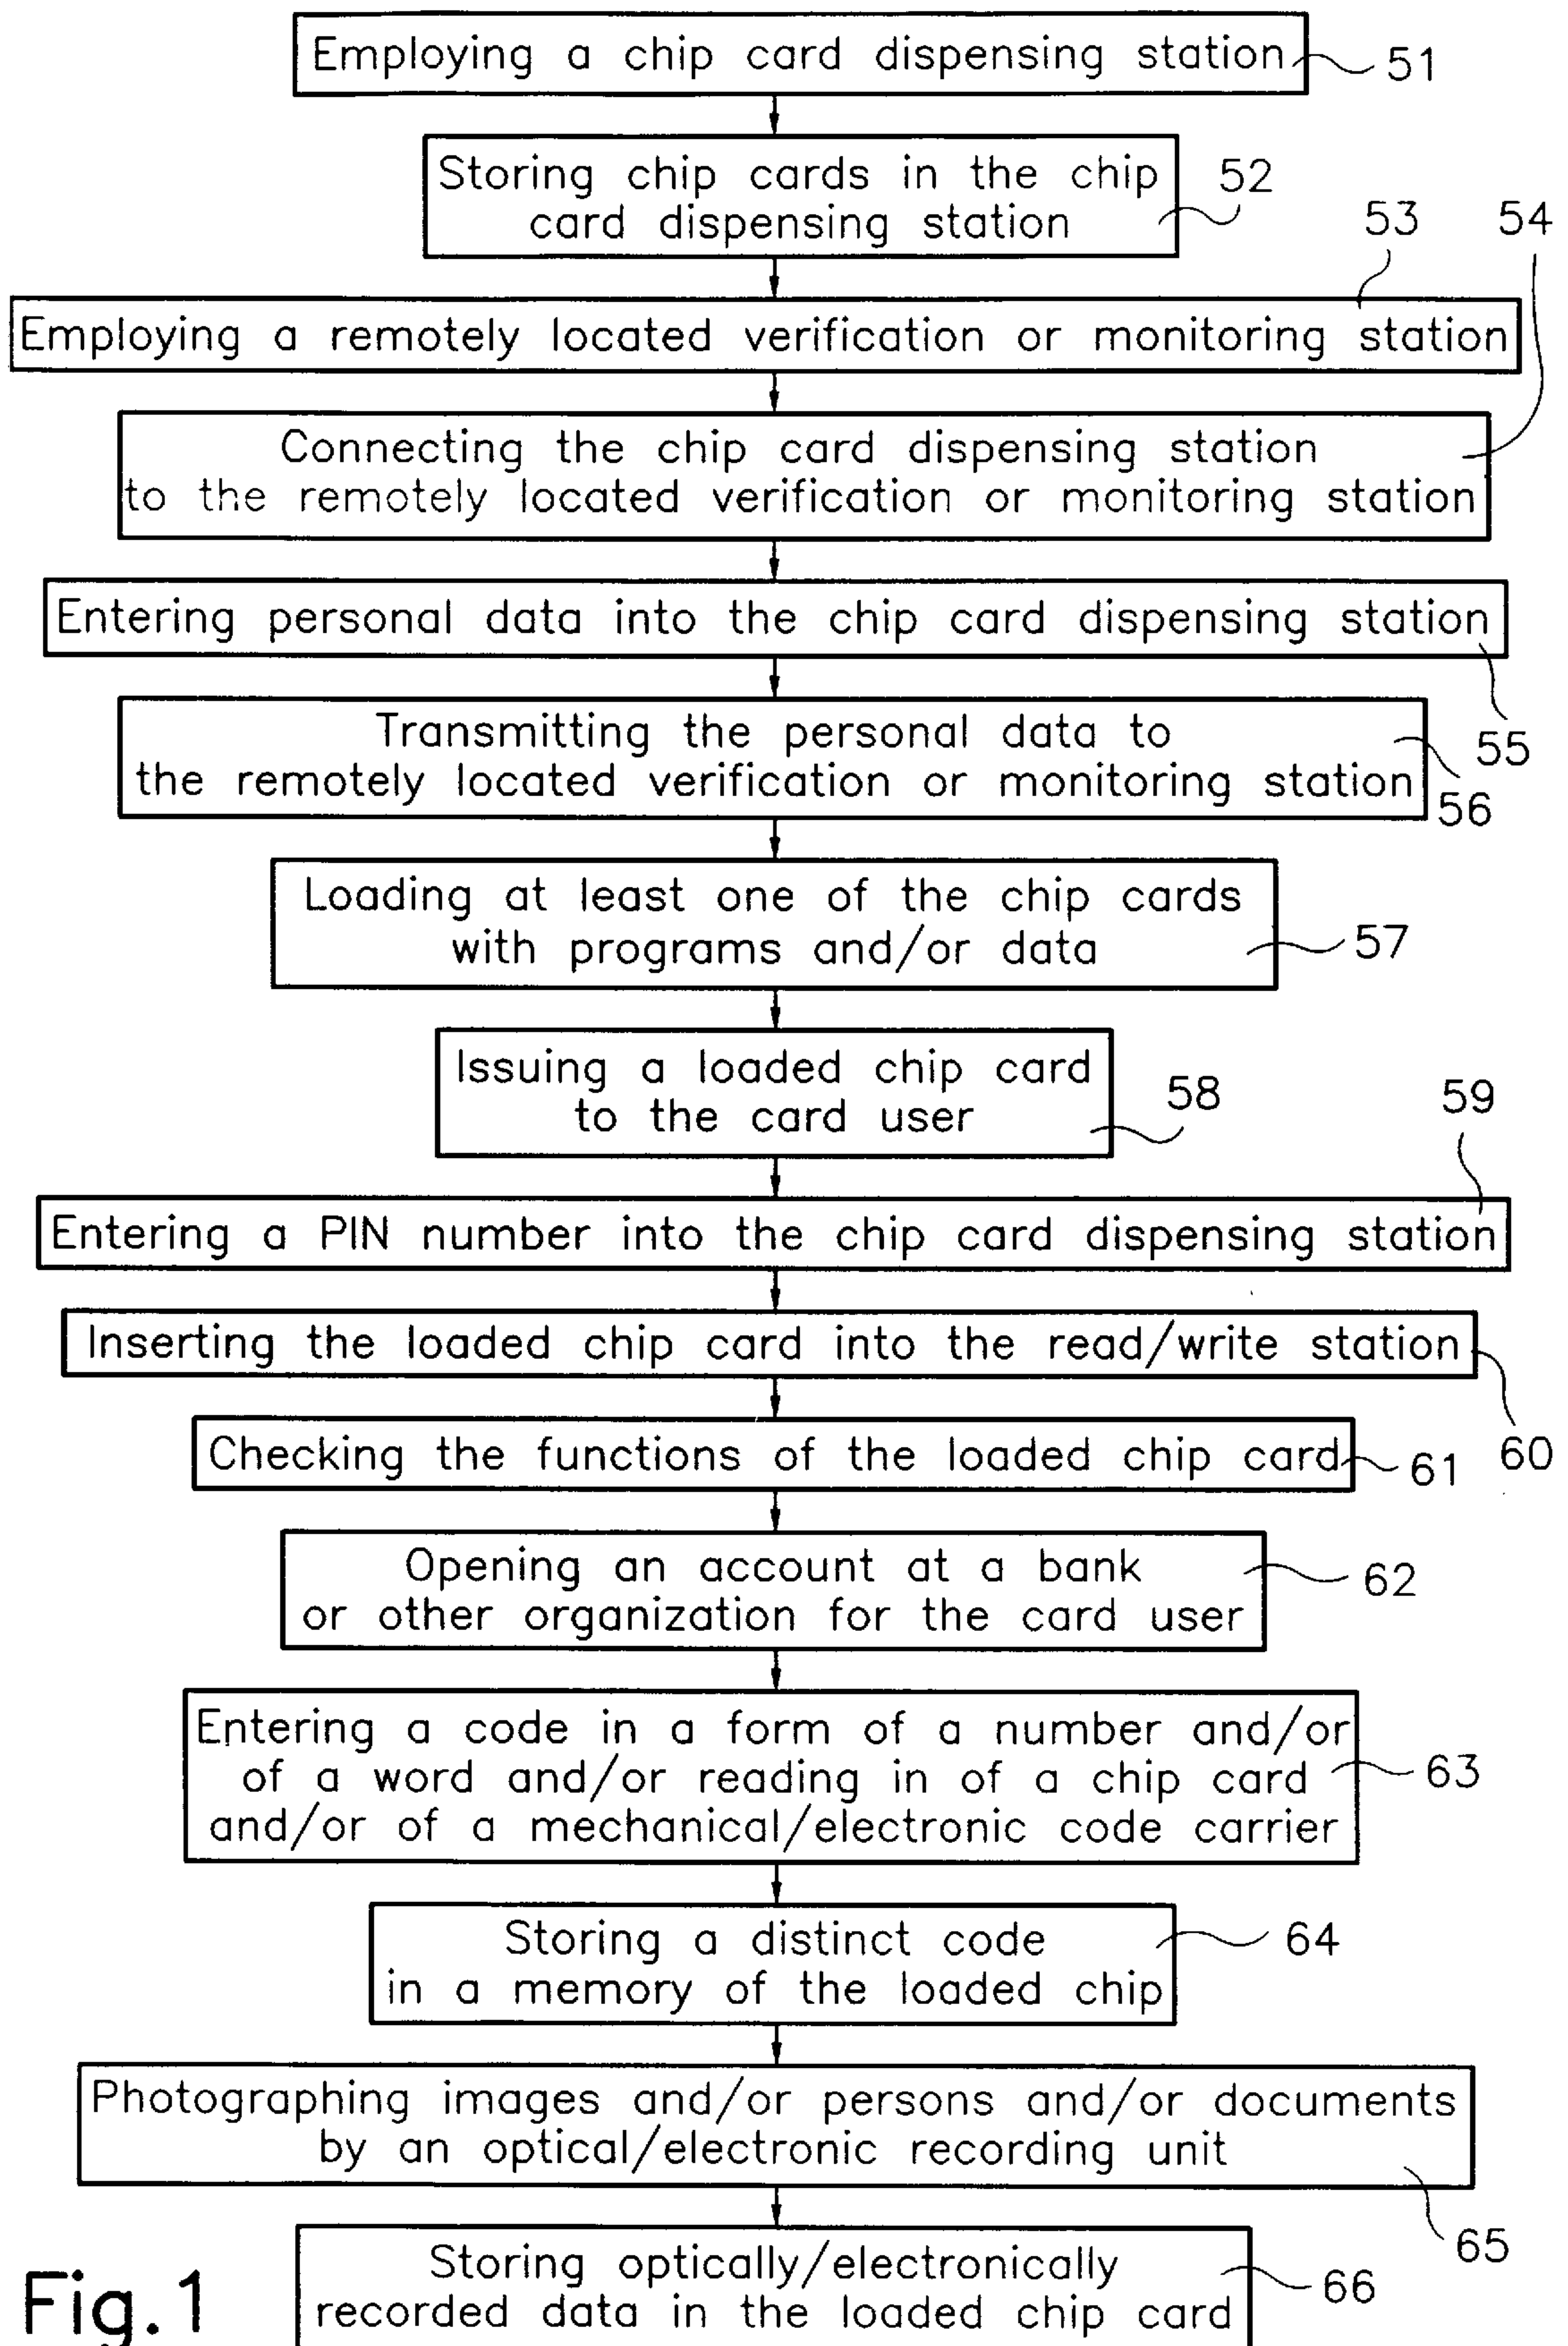 Employing a chip card dispensing station
51
Storing chip cards in the chip
card dispensing station
52
53
54
Employing a remotely located verification or monitoring station
Connecting the chip card dispensing station
to the remotely located verification or monitoring station
Entering personal data into the chip card dispensing station
55
Transmitting the personal data to
the remotely located verification or monitoring station
56
Loading at least one of the chip cards
with programs and/or data
57
Issuing a loaded chip card
to the card user
58
59
Entering a PIN number into the chip card dispensing station
Inserting the loaded chip card into the read/write station
60
Checking the functions of the loaded chip card
61
Opening an account at a bank
or other organization for the card user
62
Entering a code in a form of a number and/or
of a word and/or reading in of a chip card
and/or of a mechanical/electronic code carrier
63
Storing a distinct code
in a memory of the loaded chip
64
Photographing images and/or persons and/or documents
by an optical/electronic recording unit
65
Storing optically/electronically
recorded data in the loaded chip card
66
Fig.1